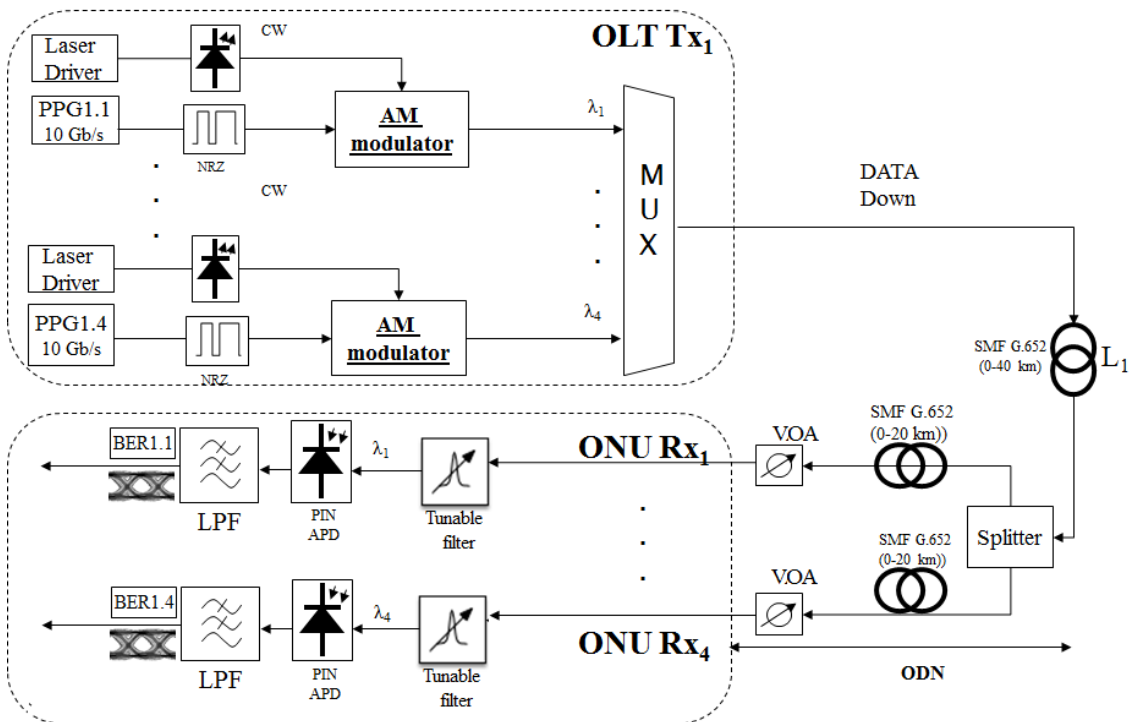 OLT Tx1
CW
Laser
Driver
PPG1.1
10 Gb/s
NRZ
AM
modulator
λ1
CW
MUX
DATA
Down
Laser
Driver
PPG1.4
10 Gb/s
NRZ
AM
modulator
λ4
SMF G.652
(0-40 km)
L1
SMF G.652
(0-20 km))
V.OA
ONU Rx1
BER1.1
LPF
PIN
APD
λ1
Tunable
filter
Splitter
SMF G.652
(0-20 km))
V.OA
ONU Rx4
BER1.4
LPF
PIN
APD
λ4
Tunable
filter
ODN